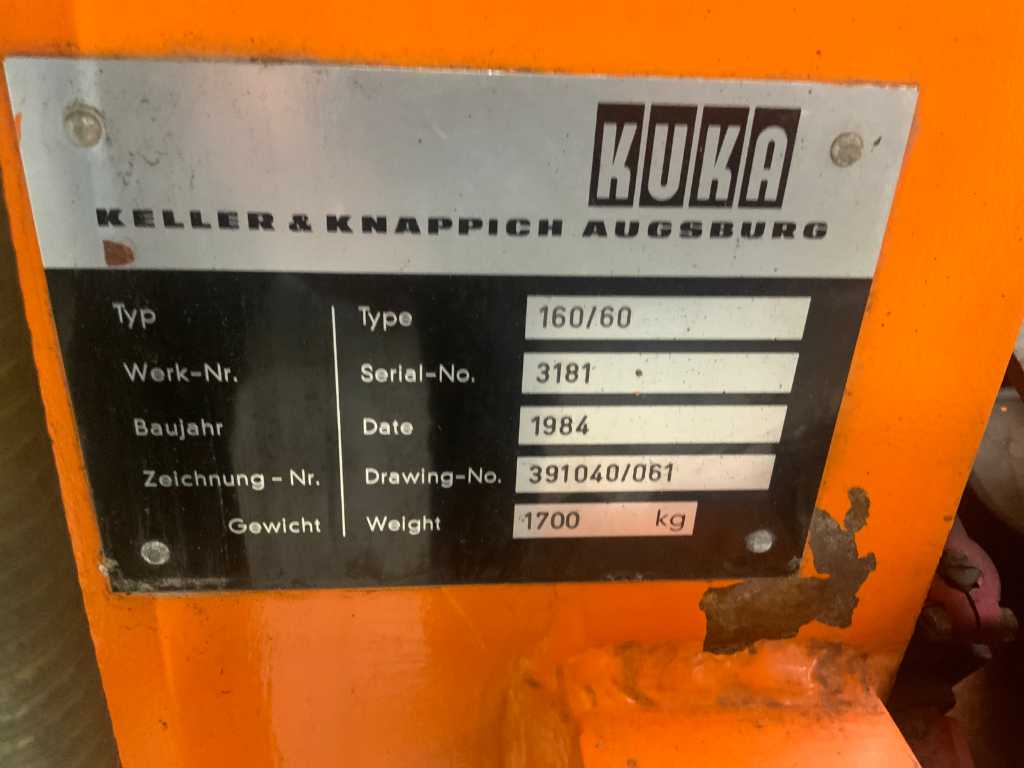 KUKA
KELLER & KNAPPICH AUGSBURG
Typ Type 160/60
Werk-Nr. Serial-No. 3181
Baujahr Date 1984
Zeichnung-Nr. Drawing-No. 391040/061
Gewicht Weight 1700 kg